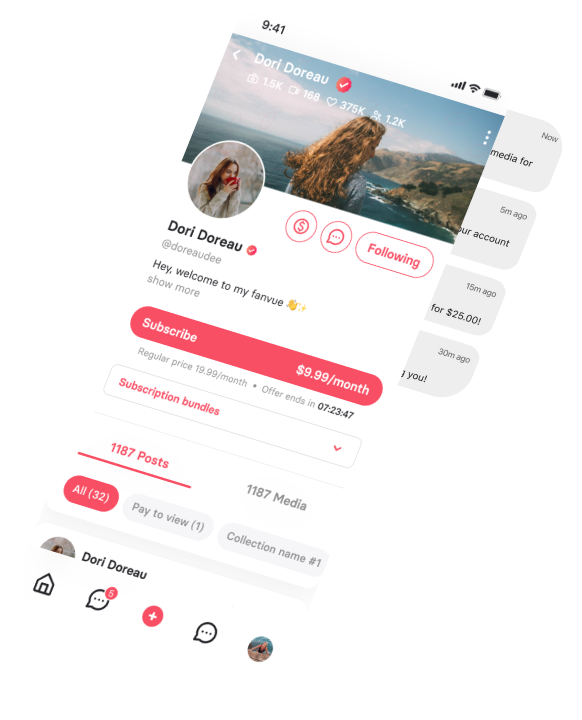 9:41
Dori Doreau
1.5K 168 375K 1.2K
Now
media for
5m ago
our account
15m ago
for $25.00!
30m ago
you!
Following
Dori Doreau
@doreaudee
Hey, welcome to my fanvue 👋✨
show more
Subscribe $9.99/month
Regular price 19.99/month • Offer ends in 07:23:47
Subscription bundles
1187 Posts 1187 Media
All (32) Pay to view (1) Collection name #1
Dori Doreau
5